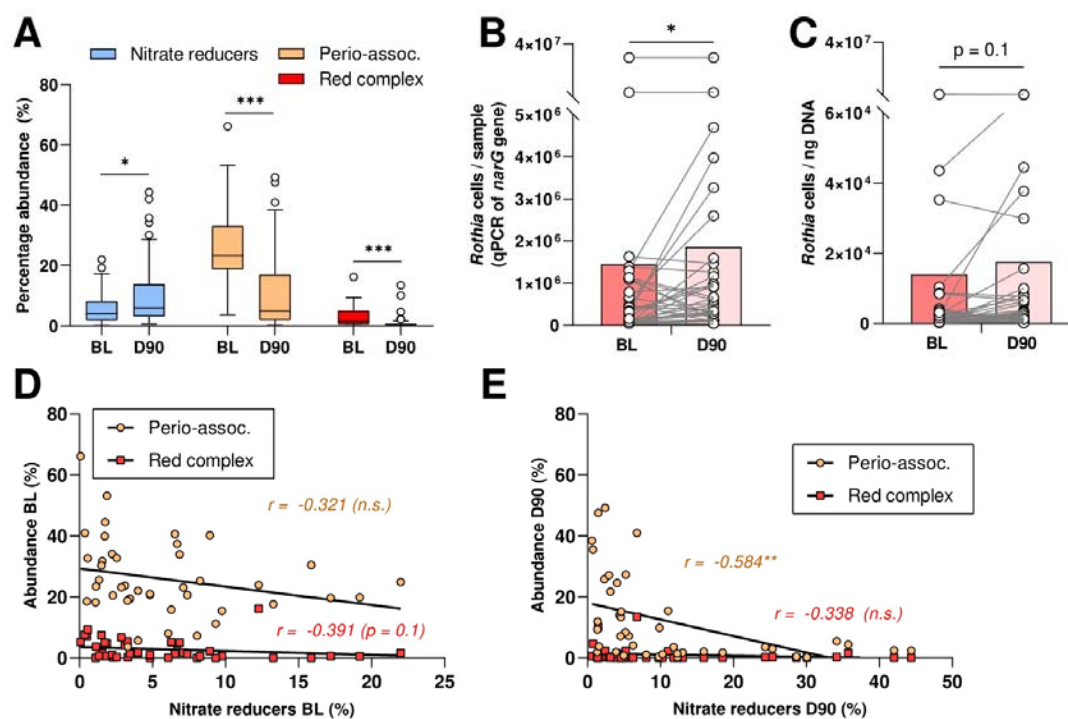 A
Nitrate reducers
Perio-assoc.
Red complex
Percentage abundance (%)
80
60
40
20
0
*
***
***
BL D90 BL D90 BL D90
B
Rothia cells / sample
(qPCR of narG gene)
4×10⁷
5×10⁶
4×10⁶
3×10⁶
2×10⁶
1×10⁶
0
*
BL D90
C
Rothia cells / ng DNA
4×10⁷
6×10⁴
4×10⁴
2×10⁴
0
p = 0.1
BL D90
D
Abundance BL (%)
80
60
40
20
0
Perio-assoc.
Red complex
r = -0.321 (n.s.)
r = -0.391 (p = 0.1)
0 5 10 15 20 25
Nitrate reducers BL (%)
E
Abundance D90 (%)
80
60
40
20
0
Perio-assoc.
Red complex
r = -0.584**
r = -0.338 (n.s.)
0 10 20 30 40 50
Nitrate reducers D90 (%)